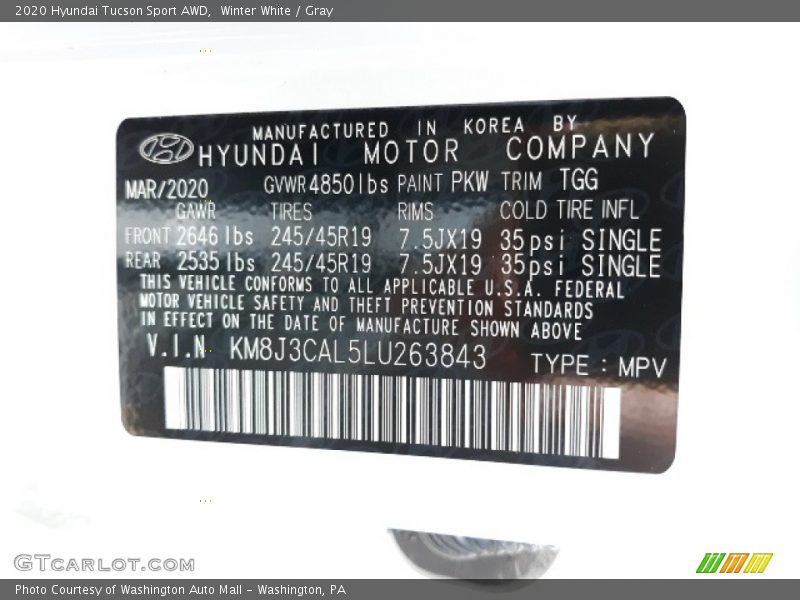 2020 Hyundai Tucson Sport AWD,  Winter White / Gray
MANUFACTURED IN KOREA BY
HYUNDAI MOTOR COMPANY
MAR/2020 GVWR 4850lbs PAINT PKW TRIM TGG
GAWR TIRES RIMS COLD TIRE INFL
FRONT 2646 lbs 245/45R19 7.5JX19 35psi SINGLE
REAR 2535 lbs 245/45R19 7.5JX19 35psi SINGLE
THIS VEHICLE CONFORMS TO ALL APPLICABLE U.S.A. FEDERAL
MOTOR VEHICLE SAFETY AND THEFT PREVENTION STANDARDS
IN EFFECT ON THE DATE OF MANUFACTURE SHOWN ABOVE
V.I.N. KM8J3CAL5LU263843 TYPE : MPV
GTCARLOT.COM
Photo Courtesy of Washington Auto Mall - Washington, PA